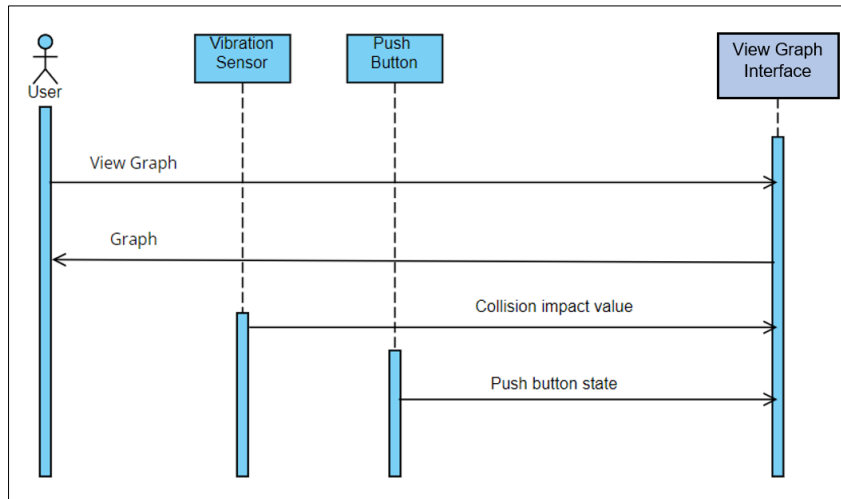 Vibration
Sensor
Push
Button
View Graph
Interface
User
View Graph
Graph
Collision impact value
Push button state